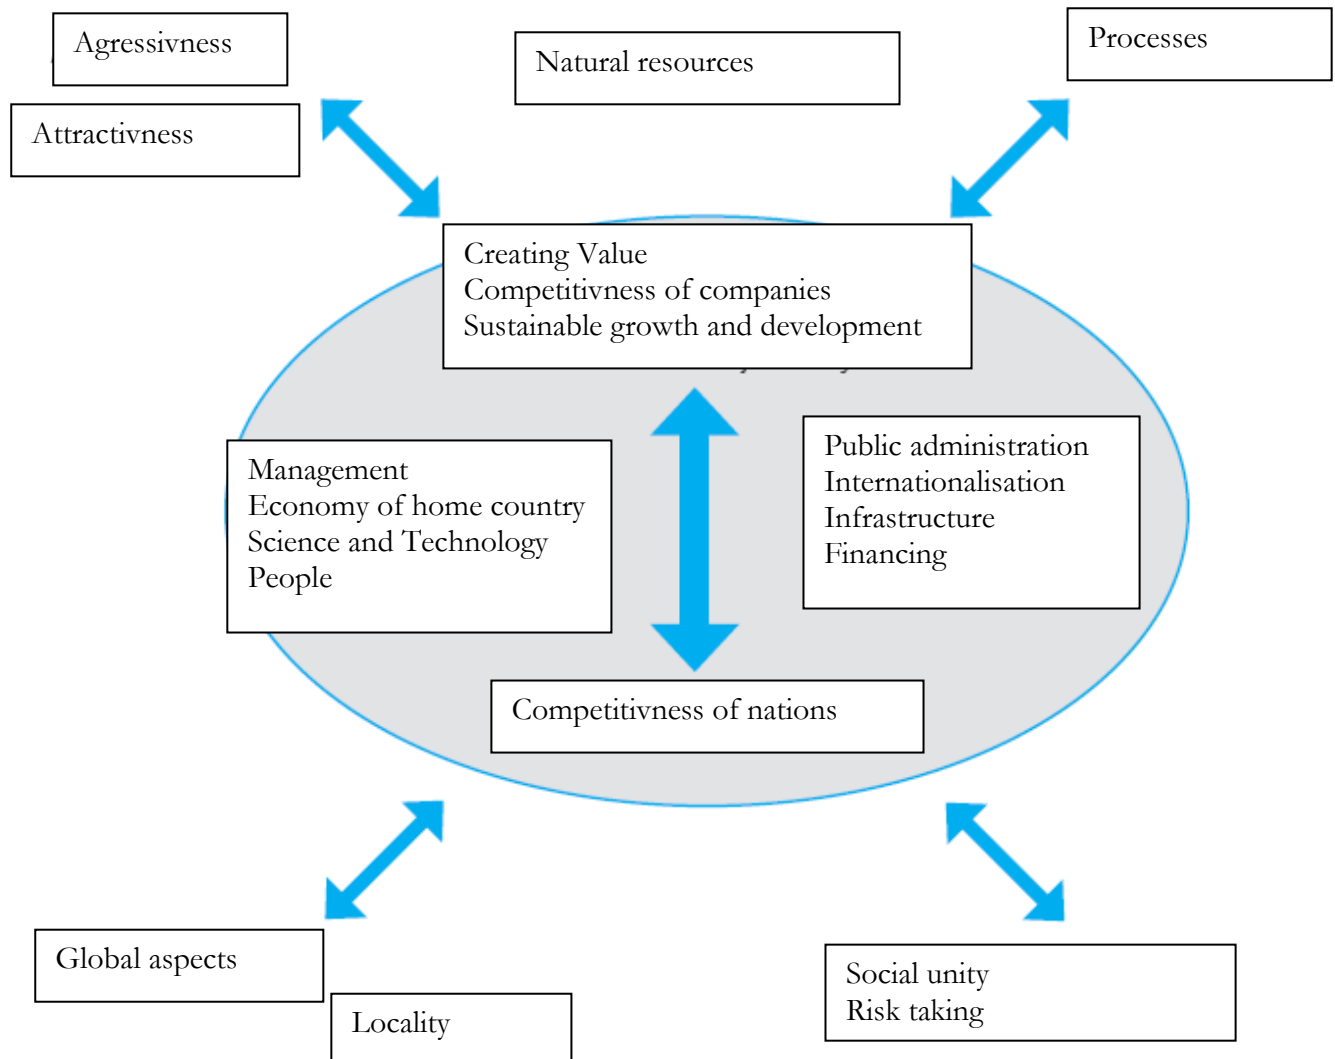 Agressivness
Natural resources
Processes
Attractivness
Creating Value
Competitivness of companies
Sustainable growth and development
Management
Economy of home country
Science and Technology
People
Public administration
Internationalisation
Infrastructure
Financing
Competitivness of nations
Global aspects
Locality
Social unity
Risk taking